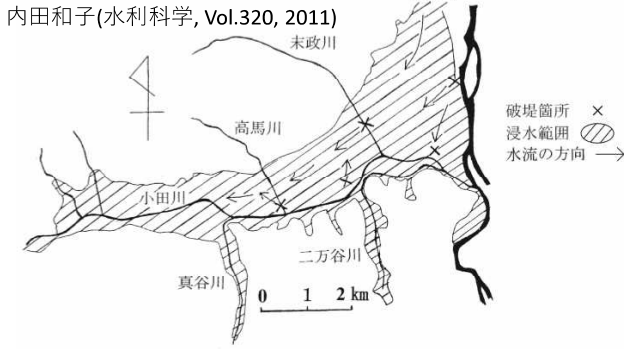 内田和子(水利科学, Vol.320, 2011)
末政川
高馬川
小田川
真谷川
二万谷川
0 1 2 km
破堤箇所 ×
浸水範囲
水流の方向 →